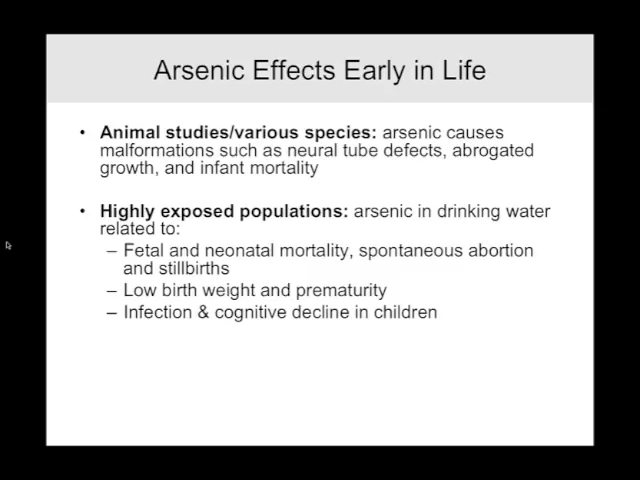 Arsenic Effects Early in Life
• Animal studies/various species: arsenic causes
malformations such as neural tube defects, abrogated
growth, and infant mortality
• Highly exposed populations: arsenic in drinking water
related to:
– Fetal and neonatal mortality, spontaneous abortion
and stillbirths
– Low birth weight and prematurity
– Infection & cognitive decline in children